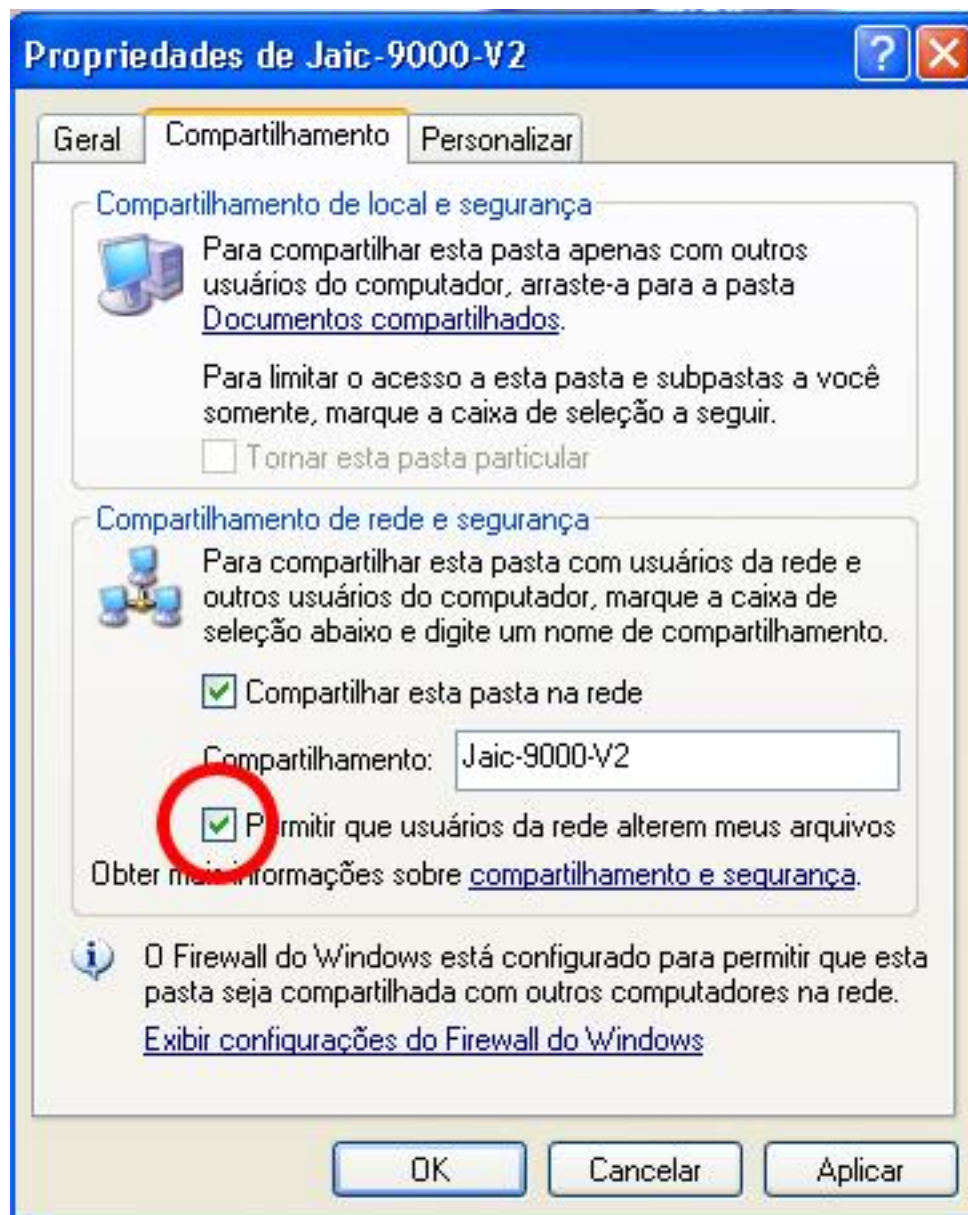 Propriedades de Jaic-9000-V2
Geral
Compartilhamento
Personalizar
Compartilhamento de local e segurança
Para compartilhar esta pasta apenas com outros
usuários do computador, arraste-a para a pasta
Documentos compartilhados.
Para limitar o acesso a esta pasta e subpastas a você
somente, marque a caixa de seleção a seguir.
Tornar esta pasta particular
Compartilhamento de rede e segurança
Para compartilhar esta pasta com usuários da rede e
outros usuários do computador, marque a caixa de
seleção abaixo e digite um nome de compartilhamento.
Compartilhar esta pasta na rede
Compartilhamento: Jaic-9000-V2
Permitir que usuários da rede alterem meus arquivos
Obter mais informações sobre compartilhamento e segurança.
O Firewall do Windows está configurado para permitir que esta
pasta seja compartilhada com outros computadores na rede.
Exibir configurações do Firewall do Windows
OK
Cancelar
Aplicar